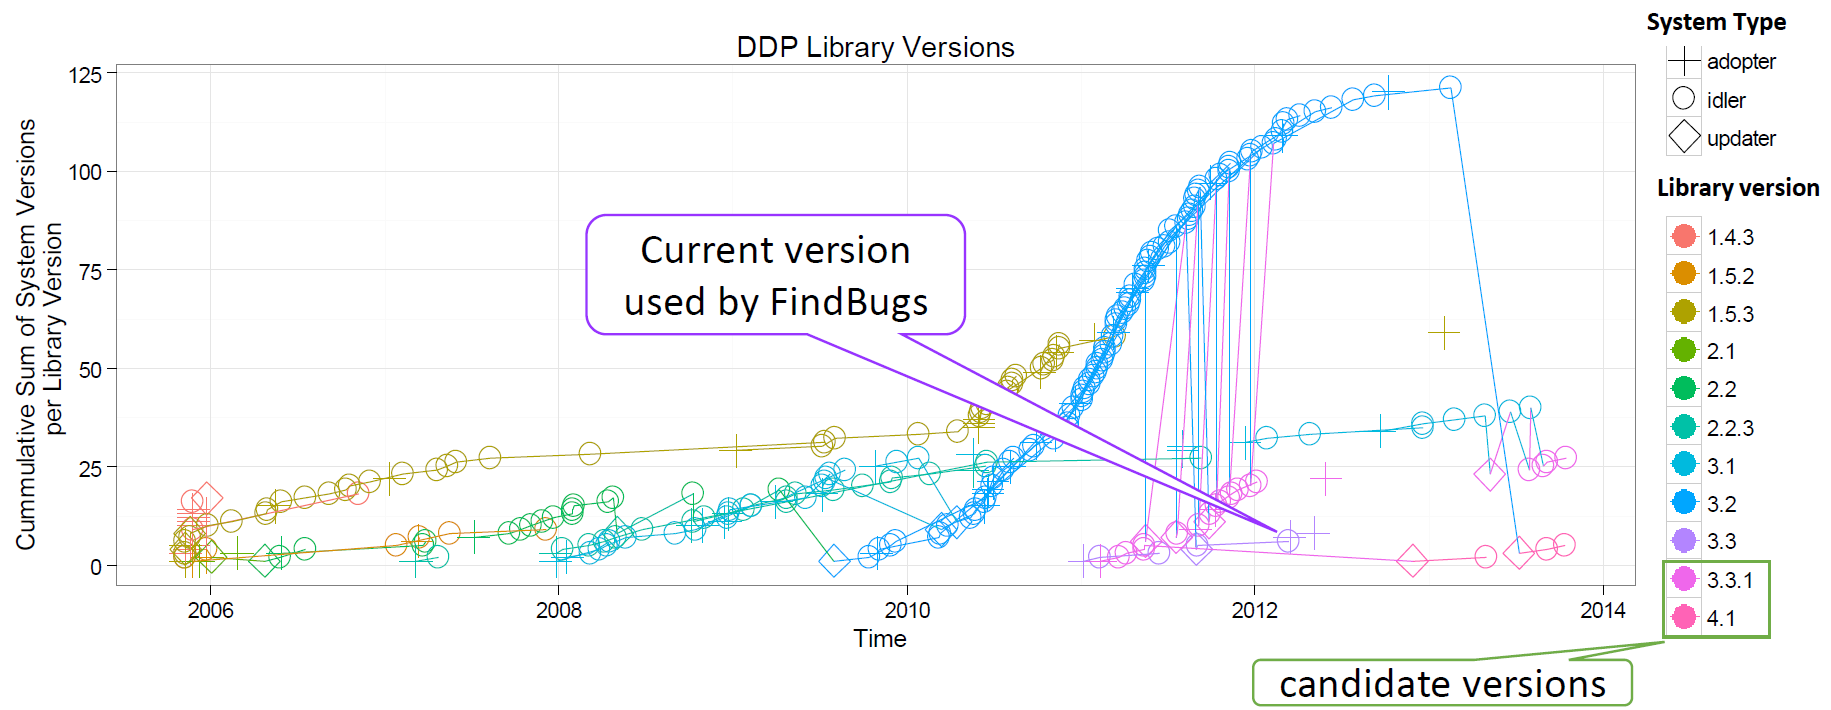 DDP Library Versions
Cummulative Sum of System Versions
per Library Version
125
100
75
50
25
0
2006
2008
2010
2012
2014
Time
Current version
used by FindBugs
System Type
adopter
idler
updater
Library version
1.4.3
1.5.2
1.5.3
2.1
2.2
2.2.3
3.1
3.2
3.3
3.3.1
4.1
candidate versions